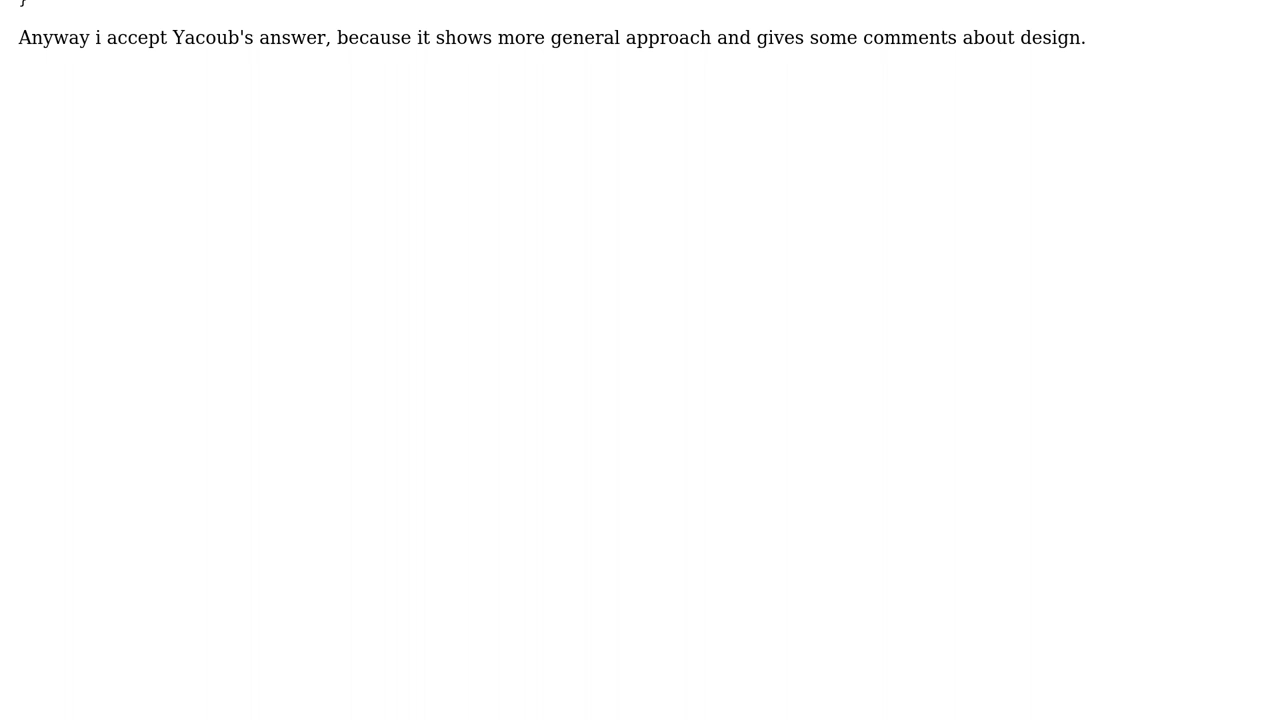 }
Anyway i accept Yacoub's answer, because it shows more general approach and gives some comments about design.